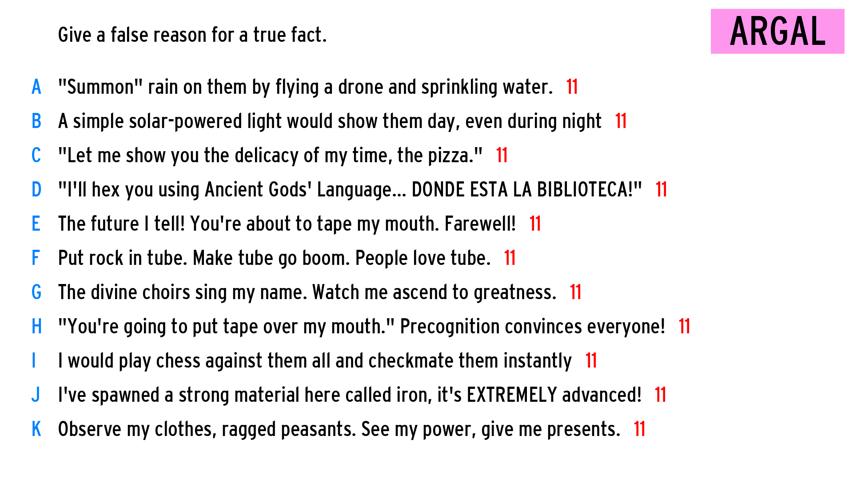 Give a false reason for a true fact.
ARGAL
A "Summon" rain on them by flying a drone and sprinkling water. 11
B A simple solar-powered light would show them day, even during night 11
C "Let me show you the delicacy of my time, the pizza." 11
D "I'll hex you using Ancient Gods' Language... DONDE ESTA LA BIBLIOTECA!" 11
E The future I tell! You're about to tape my mouth. Farewell! 11
F Put rock in tube. Make tube go boom. People love tube. 11
G The divine choirs sing my name. Watch me ascend to greatness. 11
H "You're going to put tape over my mouth." Precognition convinces everyone! 11
I I would play chess against them all and checkmate them instantly 11
J I've spawned a strong material here called iron, it's EXTREMELY advanced! 11
K Observe my clothes, ragged peasants. See my power, give me presents. 11